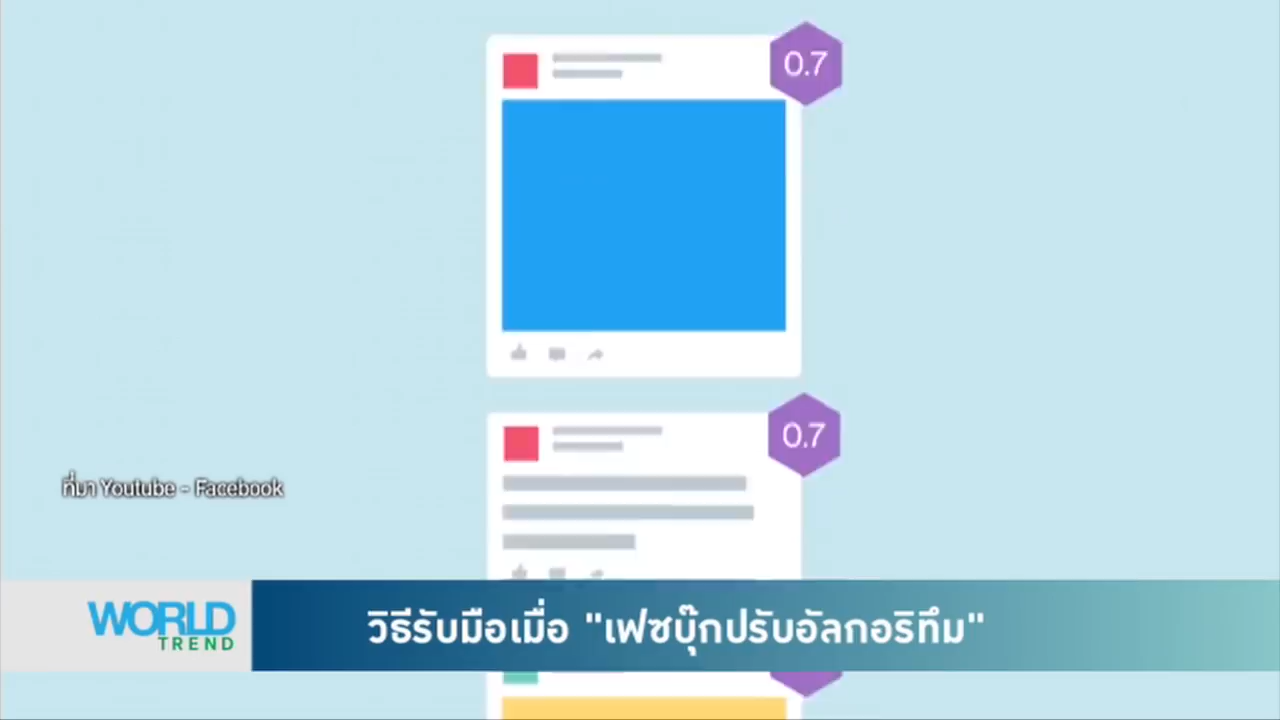 0.7
0.7
ที่มา Youtube - Facebook
WORLD
TREND
วิธีรับมือเมื่อ "เฟซบุ๊กปรับอัลกอริทึม"